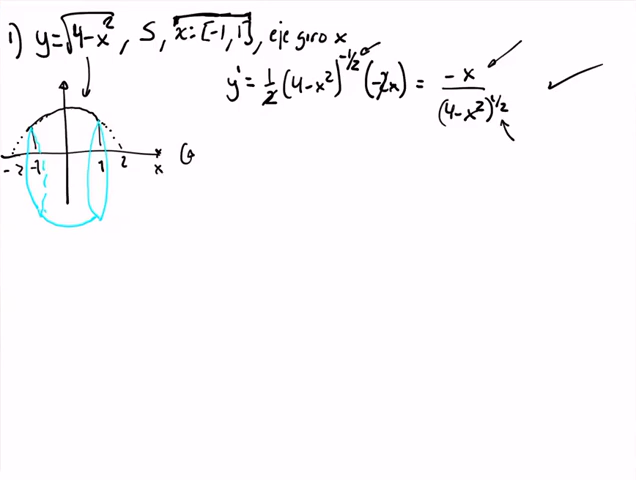 1) y=√4-x², S, x=[-1,1], eje giro x
y' = 1/2 (4-x²)^-1/2 (-2x) = -x / (4-x²)^1/2
-2 -1 1 2 x